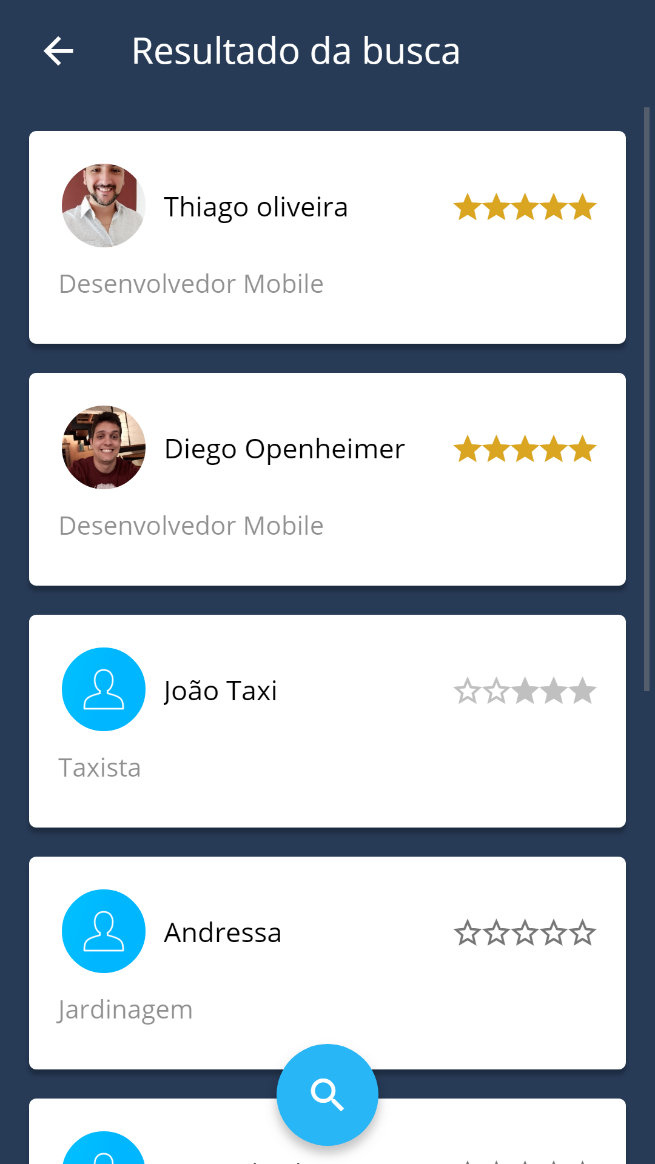 Resultado da busca
Thiago oliveira
Desenvolvedor Mobile
Diego Openheimer
Desenvolvedor Mobile
João Taxi
Taxista
Andressa
Jardinagem